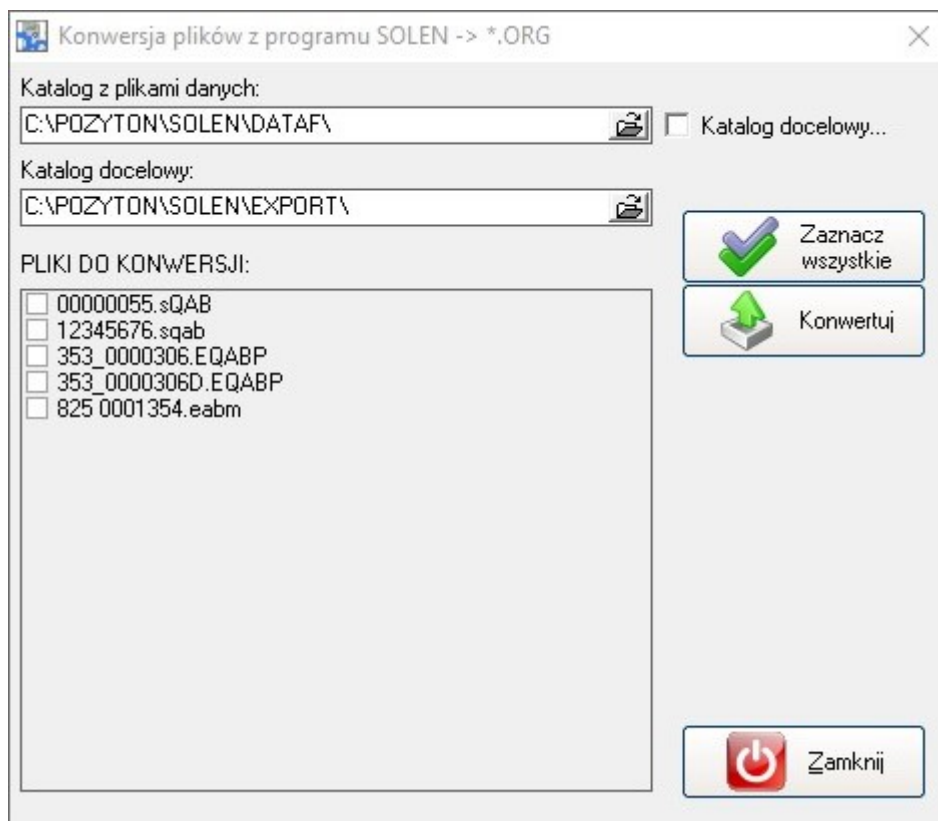 Konwersja plików z programu SOLEN -> *.ORG
Katalog z plikami danych:
C:\POZYTON\SOLEN\DATAF\
Katalog docelowy...
Katalog docelowy:
C:\POZYTON\SOLEN\EXPORT\
Zaznacz
wszystkie
PLIKI DO KONWERSJI:
00000055.sQAB
12345676.sqab
353_0000306.EQABP
353_0000306D.EQABP
825 0001354.eabm
Konwertuj
Zamknij